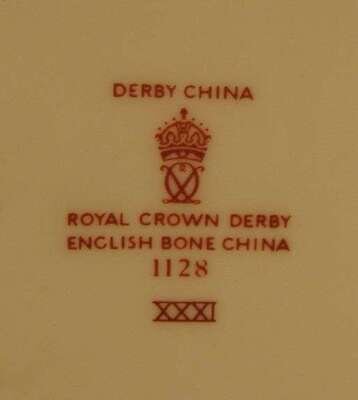 DERBY CHINA
ROYAL CROWN DERBY
ENGLISH BONE CHINA
1128
XXXI